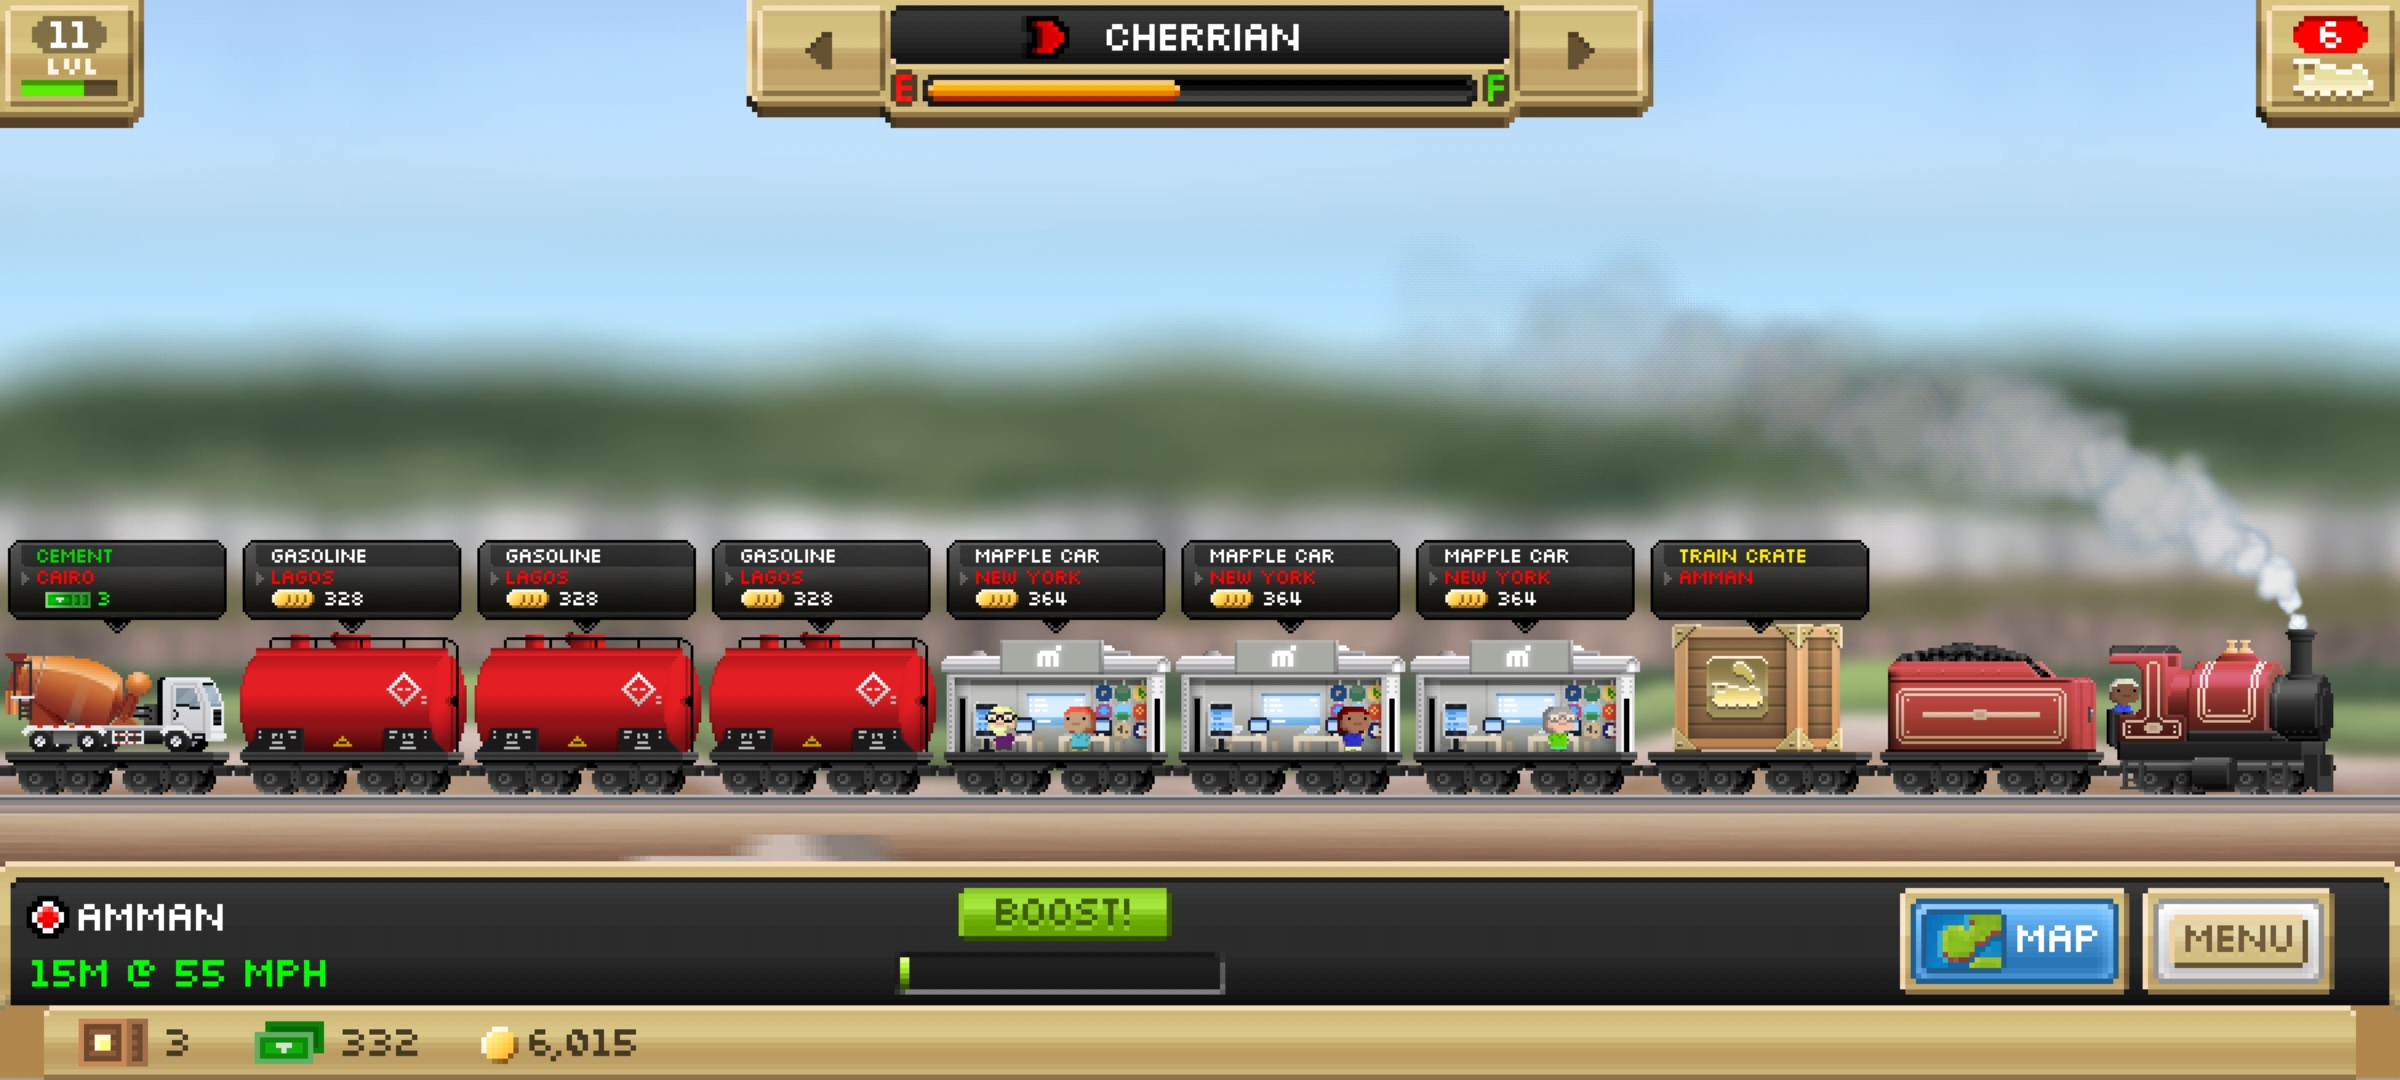 11
LVL
CHERRIAN
E
F
6
CEMENT
CAIRO
3
GASOLINE
LAGOS
328
GASOLINE
LAGOS
328
GASOLINE
LAGOS
328
MAPPLE CAR
NEW YORK
364
MAPPLE CAR
NEW YORK
364
MAPPLE CAR
NEW YORK
364
TRAIN CRATE
AMMAN
m
m
m
AMMAN
15M @ 55 MPH
BOOST!
MAP
MENU
3
332
6,015